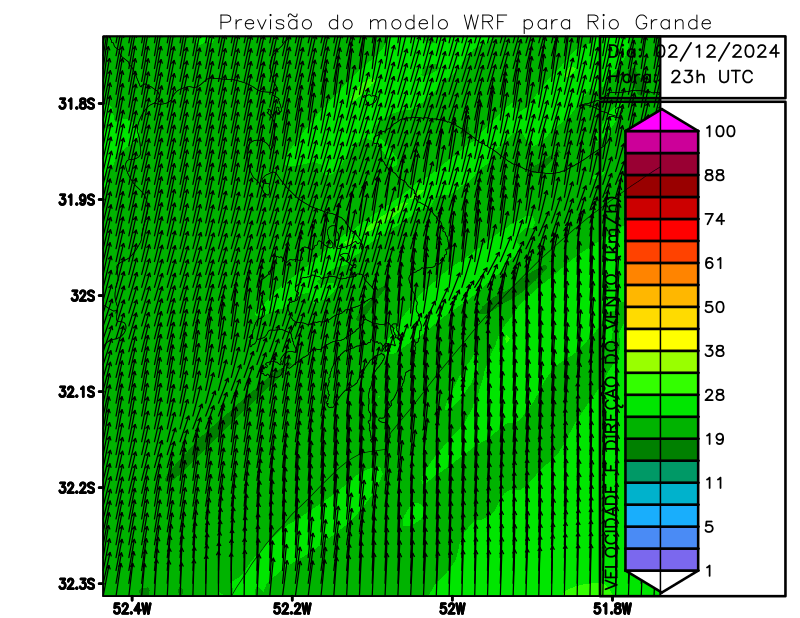 Previsão do modelo WRF para Rio Grande
Dia: 02/12/2024
Hora: 23h UTC
31.8S
31.9S
32S
32.1S
32.2S
32.3S
52.4W
52.2W
52W
51.8W
VELOCIDADE E DIREÇÃO DO VENTO (Km/h)
100
88
74
61
50
38
28
19
11
5
1